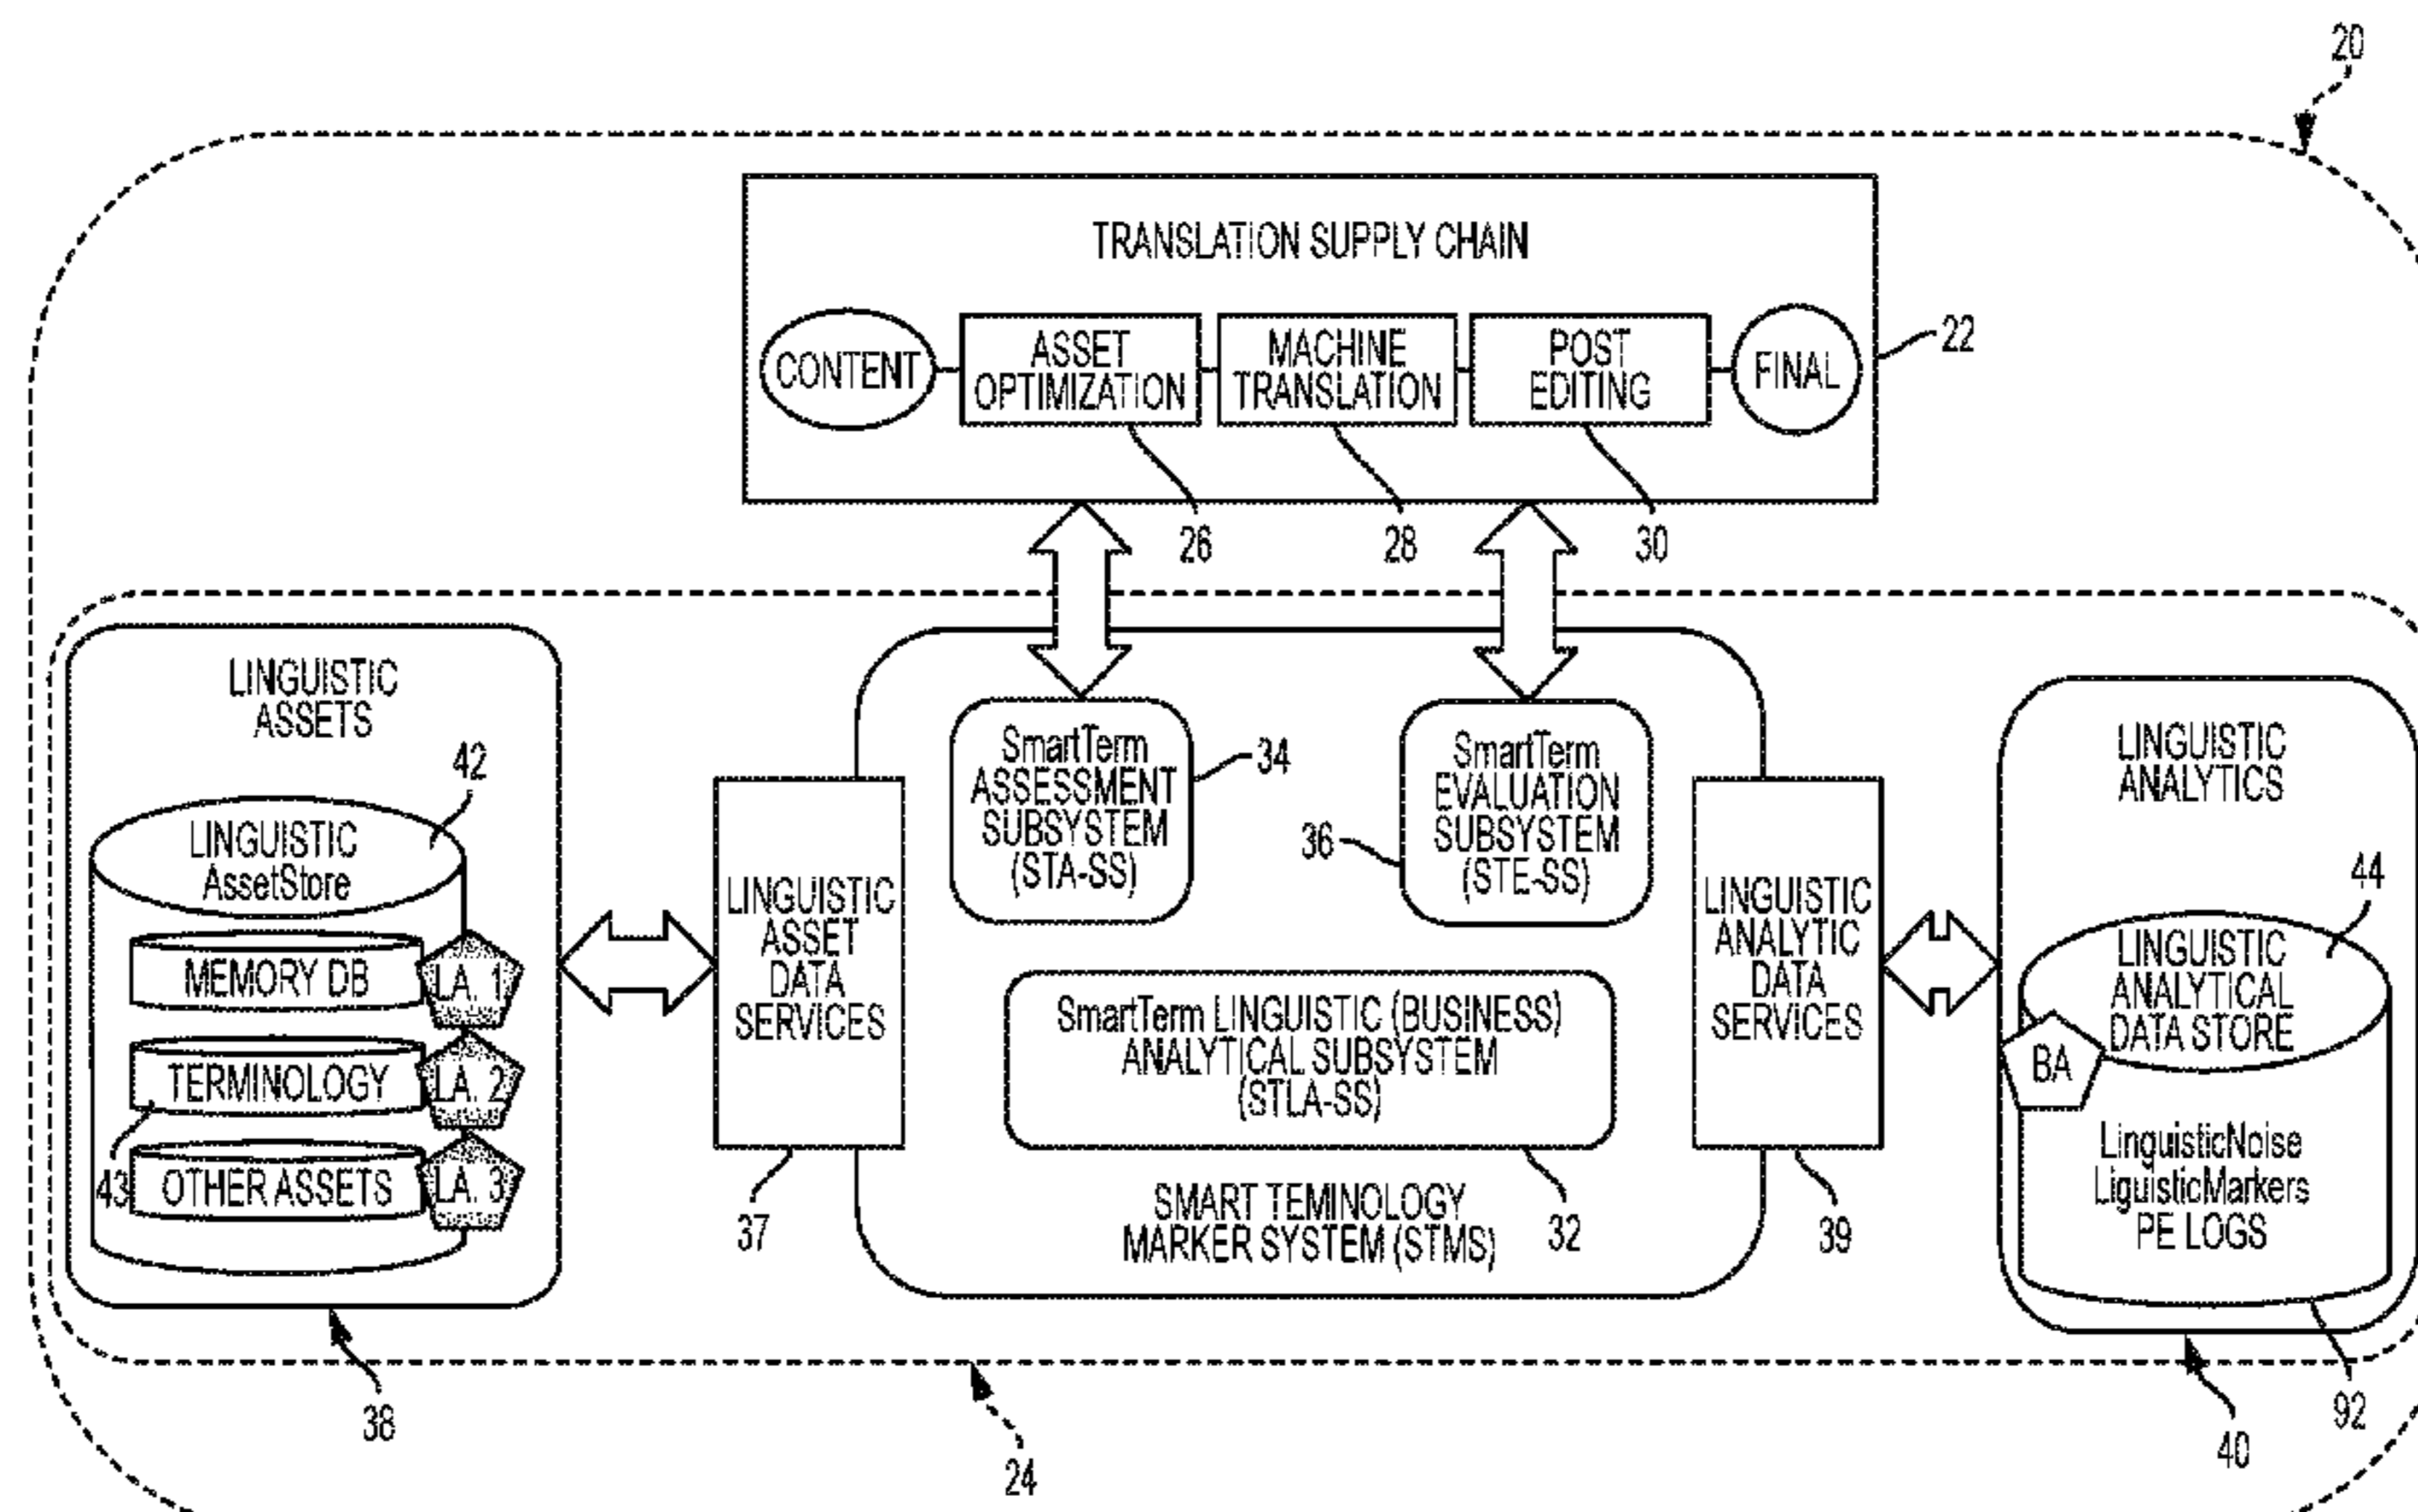 20
TRANSLATION SUPPLY CHAIN
CONTENT
ASSET
OPTIMIZATION
MACHINE
TRANSLATION
POST
EDITING
FINAL
22
26
28
30
LINGUISTIC
ASSETS
42
LINGUISTIC
AssetStore
MEMORY DB
LA. 1
TERMINOLOGY
LA. 2
43
OTHER ASSETS
LA. 3
38
LINGUISTIC
ASSET
DATA
SERVICES
37
SmartTerm
ASSESSMENT
SUBSYSTEM
(STA-SS)
34
SmartTerm
EVALUATION
SUBSYSTEM
(STE-SS)
36
SmartTerm LINGUISTIC (BUSINESS)
ANALYTICAL SUBSYSTEM
(STLA-SS)
32
SMART TEMINOLOGY
MARKER SYSTEM (STMS)
LINGUISTIC
ANALYTIC
DATA
SERVICES
39
LINGUISTIC
ANALYTICS
44
LINGUISTIC
ANALYTICAL
DATA STORE
BA
LinguisticNoise
LiguisticMarkers
PE LOGS
92
40
24